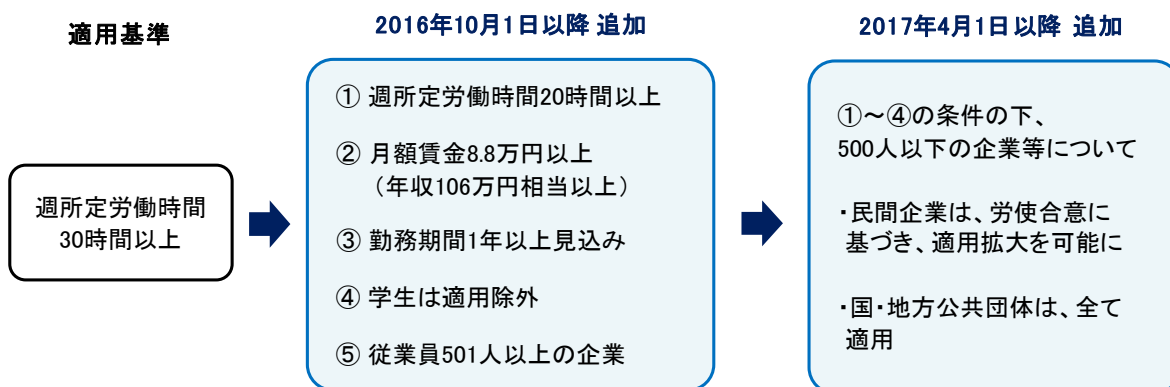 適用基準
週所定労働時間
30時間以上
2016年10月1日以降 追加
① 週所定労働時間20時間以上
② 月額賃金8.8万円以上
（年収106万円相当以上）
③ 勤務期間1年以上見込み
④ 学生は適用除外
⑤ 従業員501人以上の企業
2017年4月1日以降 追加
①～④の条件の下、
500人以下の企業等について
・民間企業は、労使合意に
基づき、適用拡大を可能に
・国・地方公共団体は、全て
適用